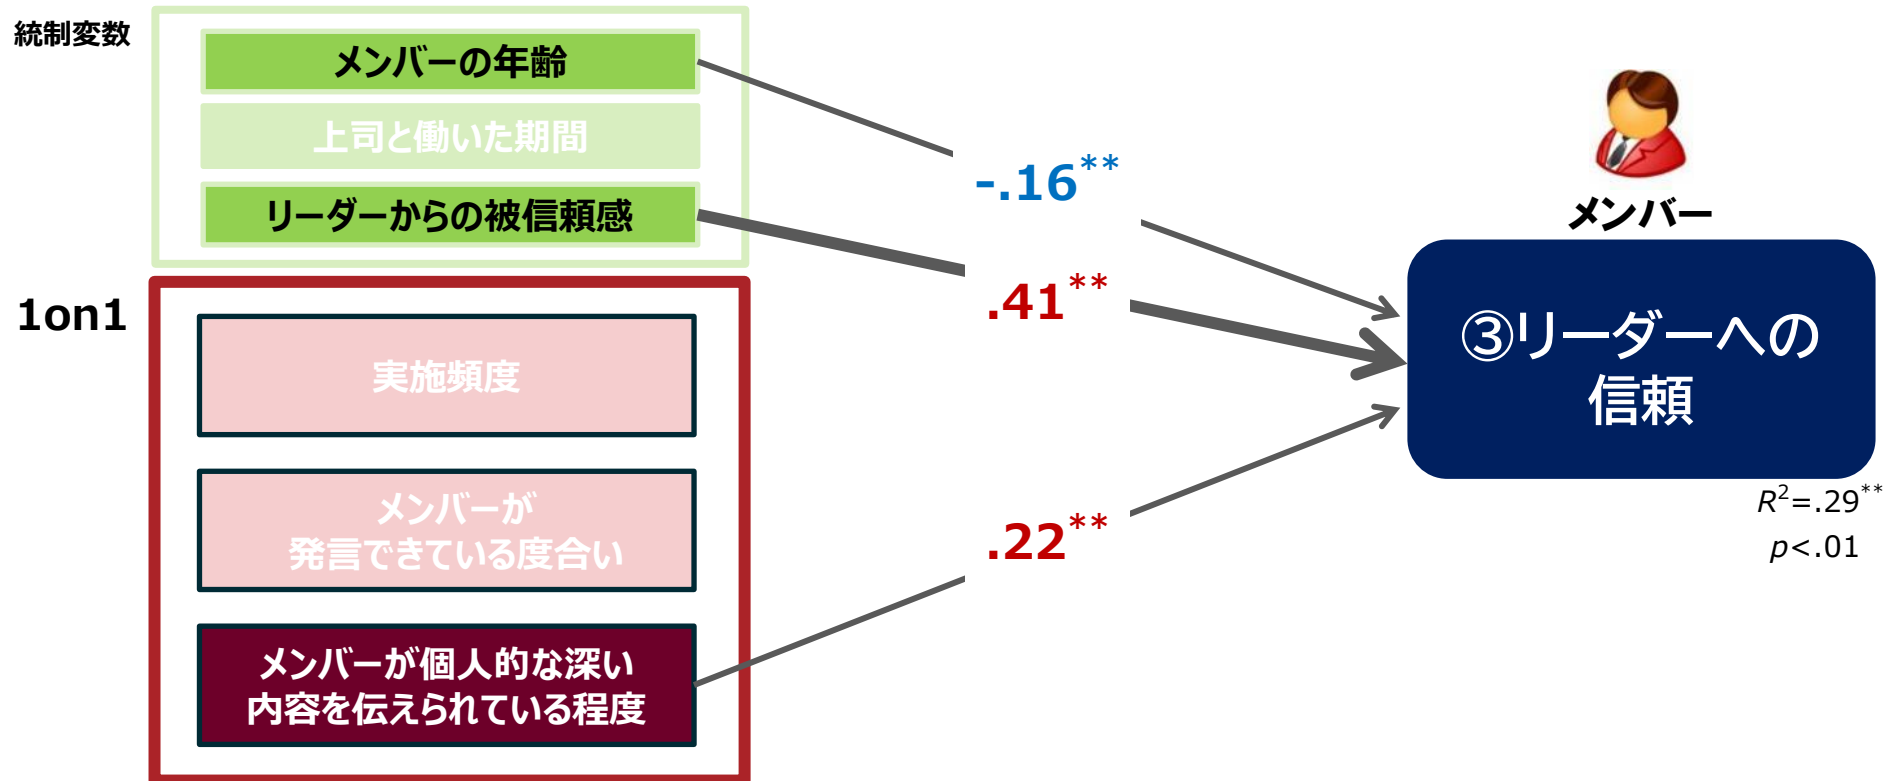 統制変数
メンバーの年齢
上司と働いた期間
リーダーからの被信頼感
1on1
実施頻度
メンバーが
発言できている度合い
メンバーが個人的な深い
内容を伝えられている程度
-.16**
.41**
.22**
メンバー
③リーダーへの
信頼
R²=.29**
p<.01